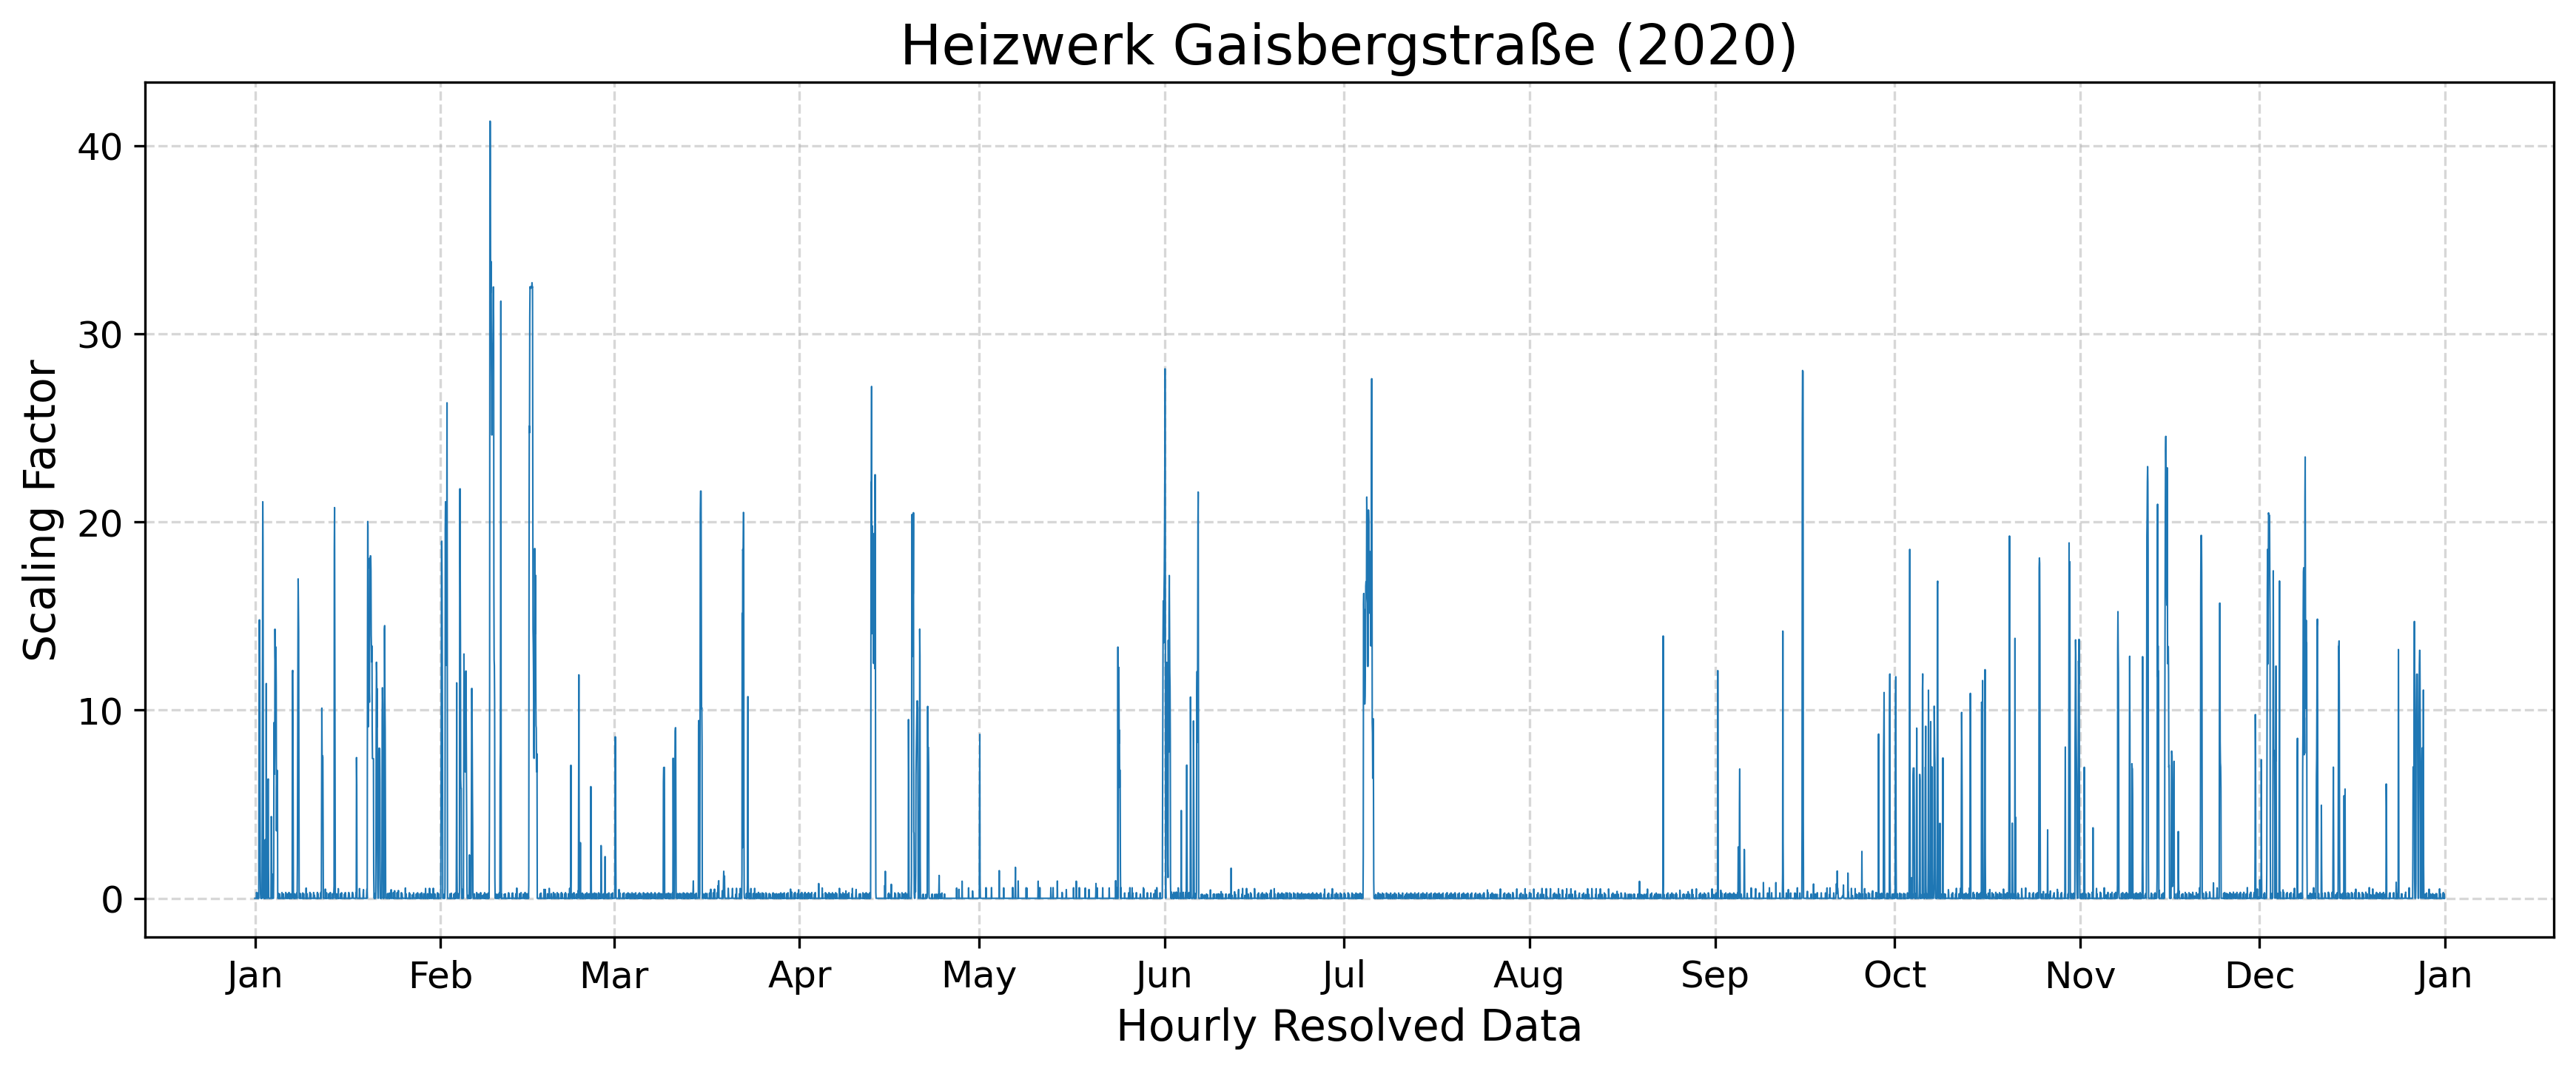 Heizwerk Gaisbergstraße (2020)
Scaling Factor
40
30
20
10
0
Jan Feb Mar Apr May Jun Jul Aug Sep Oct Nov Dec Jan
Hourly Resolved Data